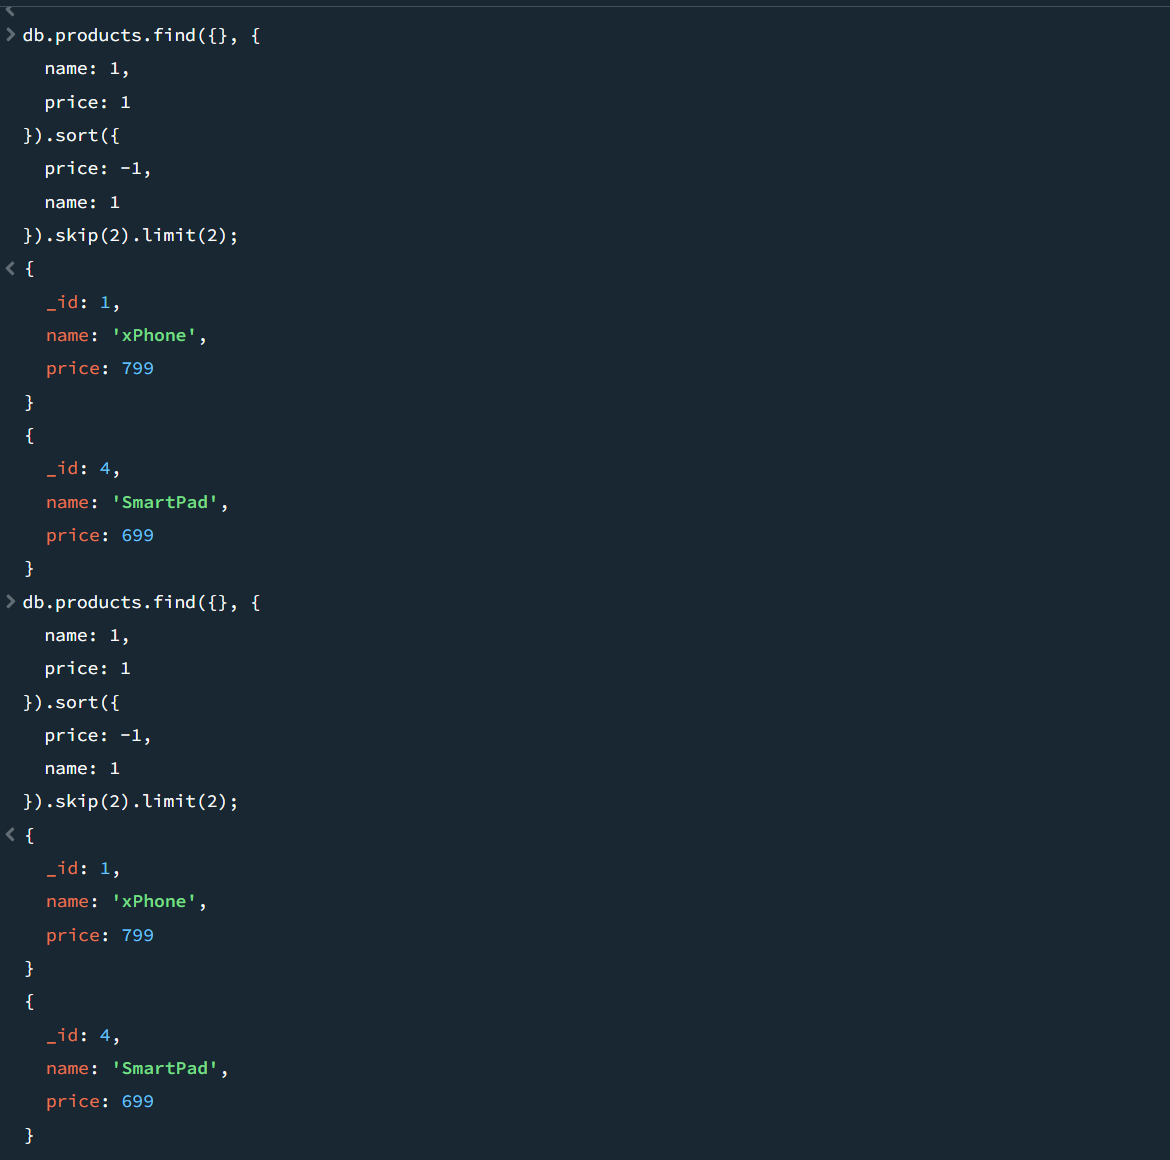 db.products.find({}, {
  name: 1,
  price: 1
}).sort({
  price: -1,
  name: 1
}).skip(2).limit(2);
{
  _id: 1,
  name: 'xPhone',
  price: 799
}
{
  _id: 4,
  name: 'SmartPad',
  price: 699
}
db.products.find({}, {
  name: 1,
  price: 1
}).sort({
  price: -1,
  name: 1
}).skip(2).limit(2);
{
  _id: 1,
  name: 'xPhone',
  price: 799
}
{
  _id: 4,
  name: 'SmartPad',
  price: 699
}